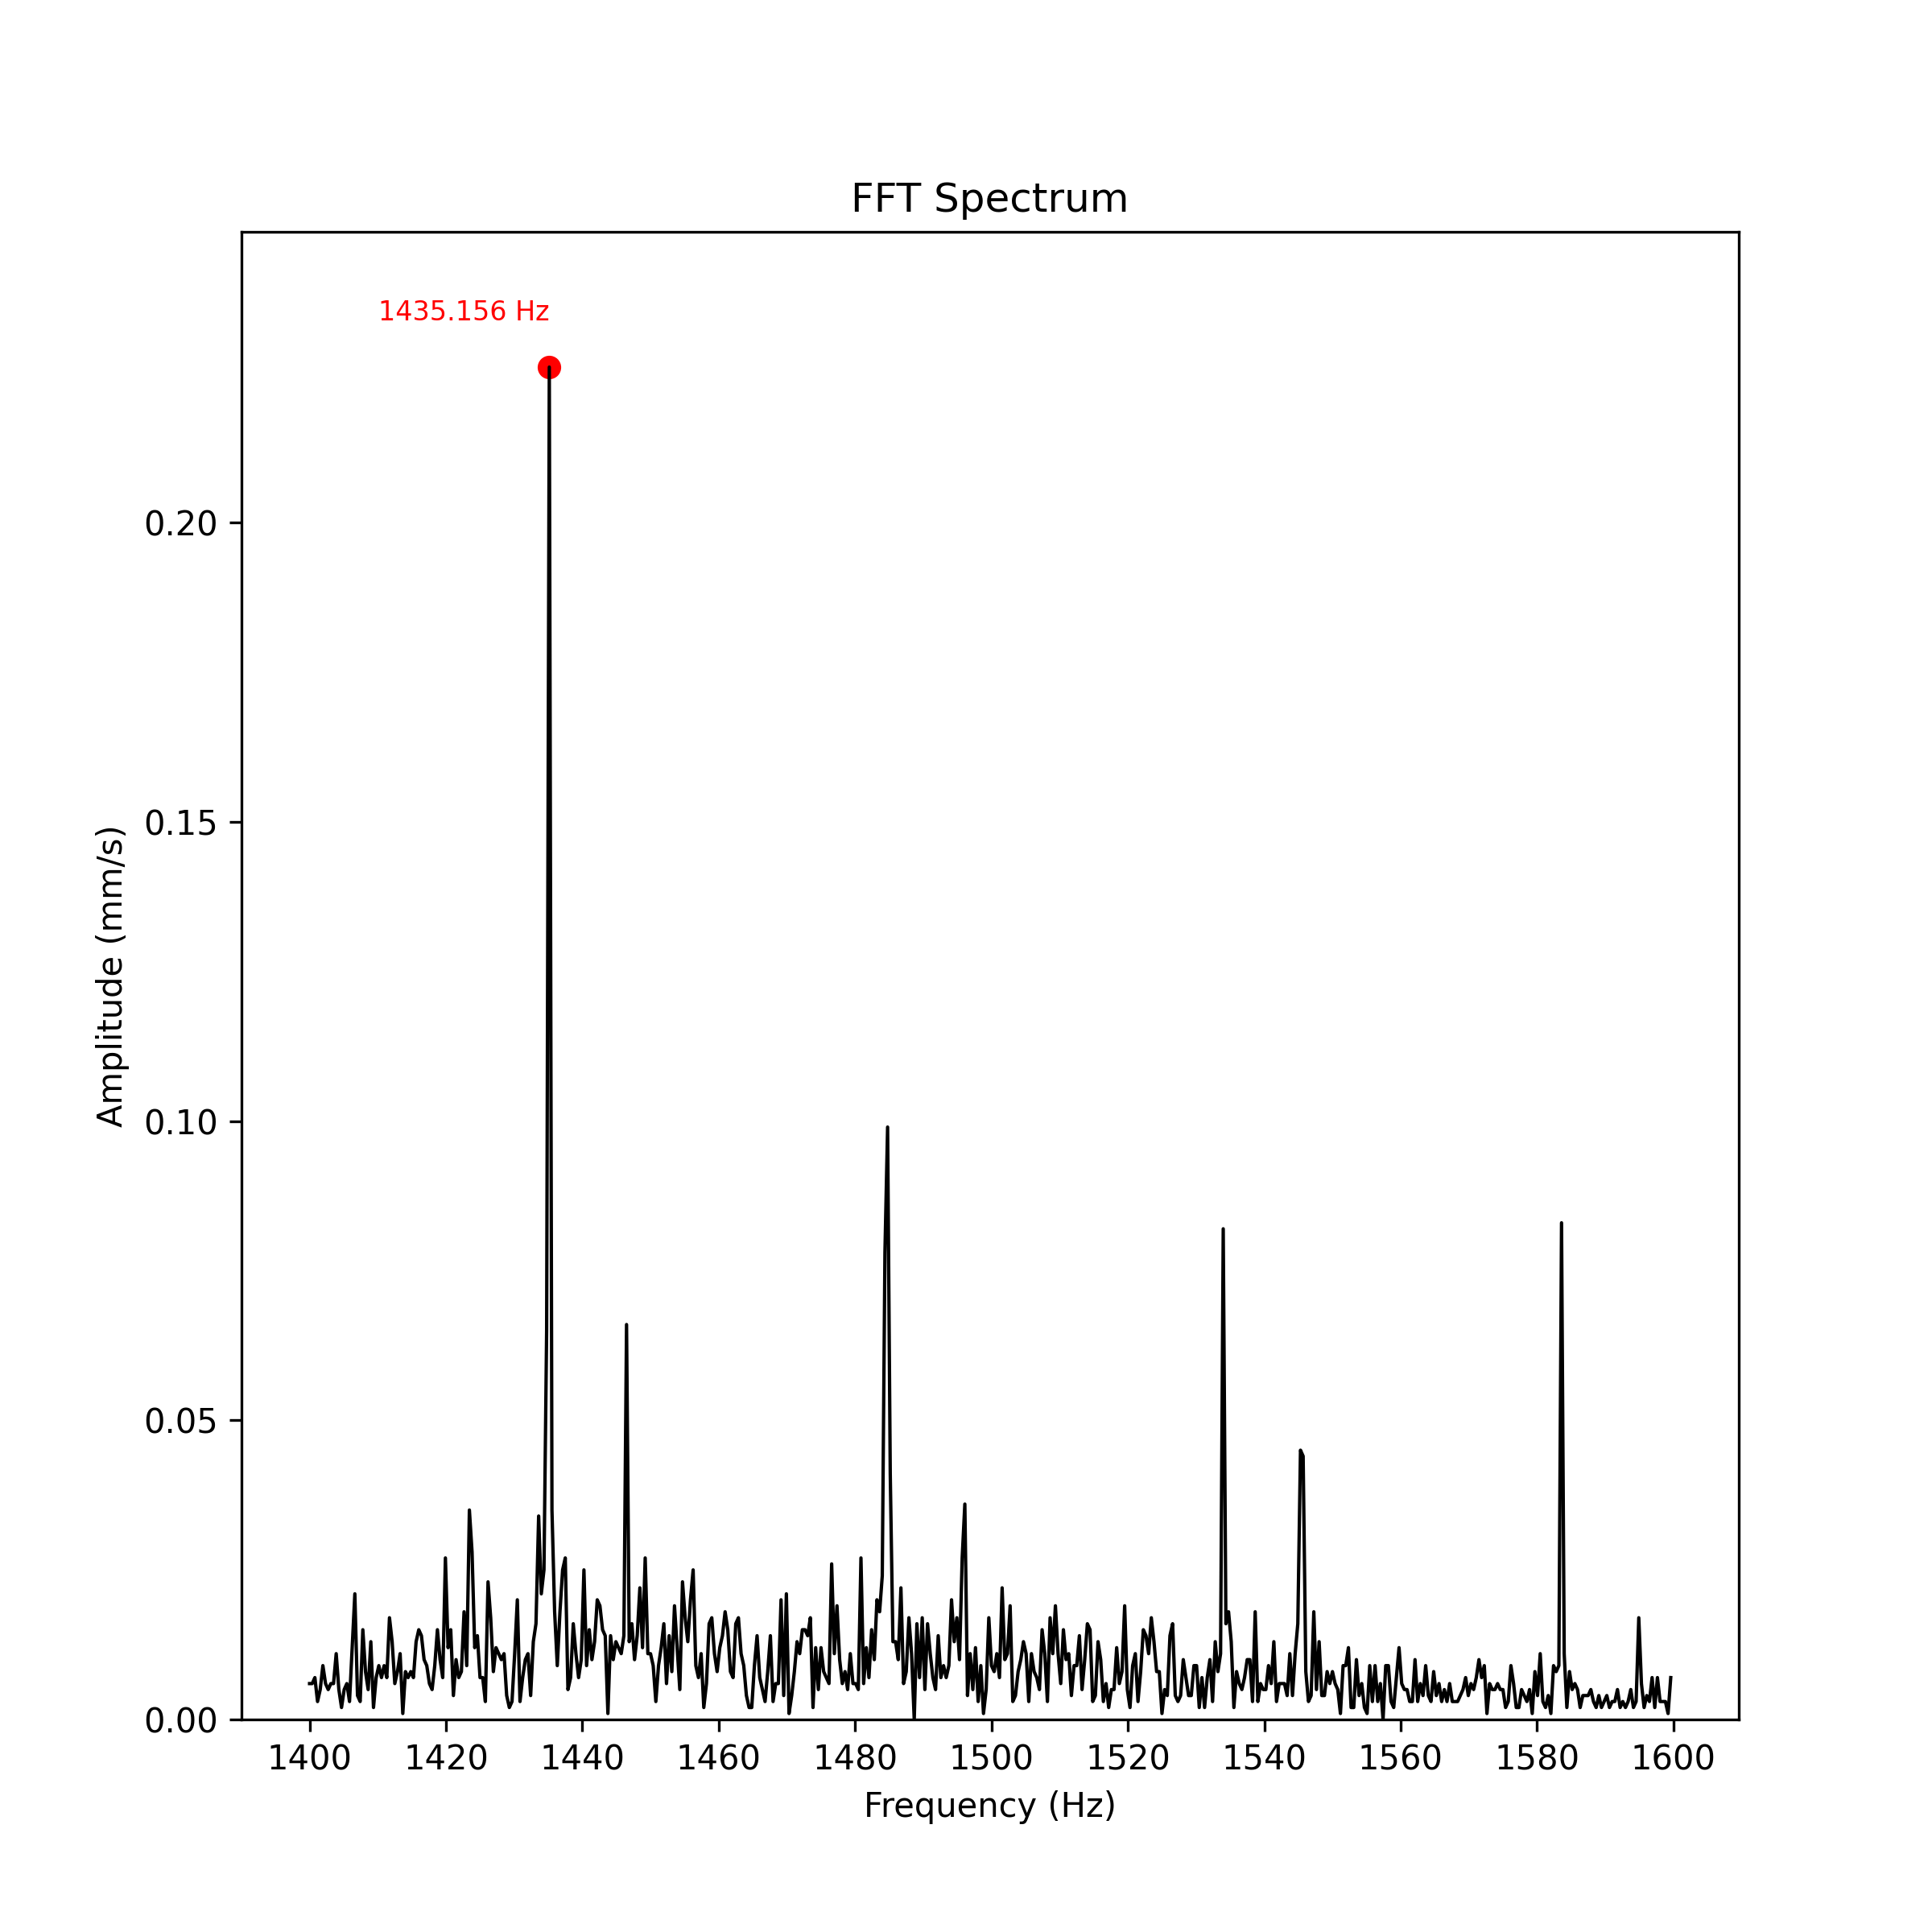 FFT Spectrum
1435.156 Hz
Amplitude (mm/s)
0.20
0.15
0.10
0.05
0.00
1400 1420 1440 1460 1480 1500 1520 1540 1560 1580 1600
Frequency (Hz)